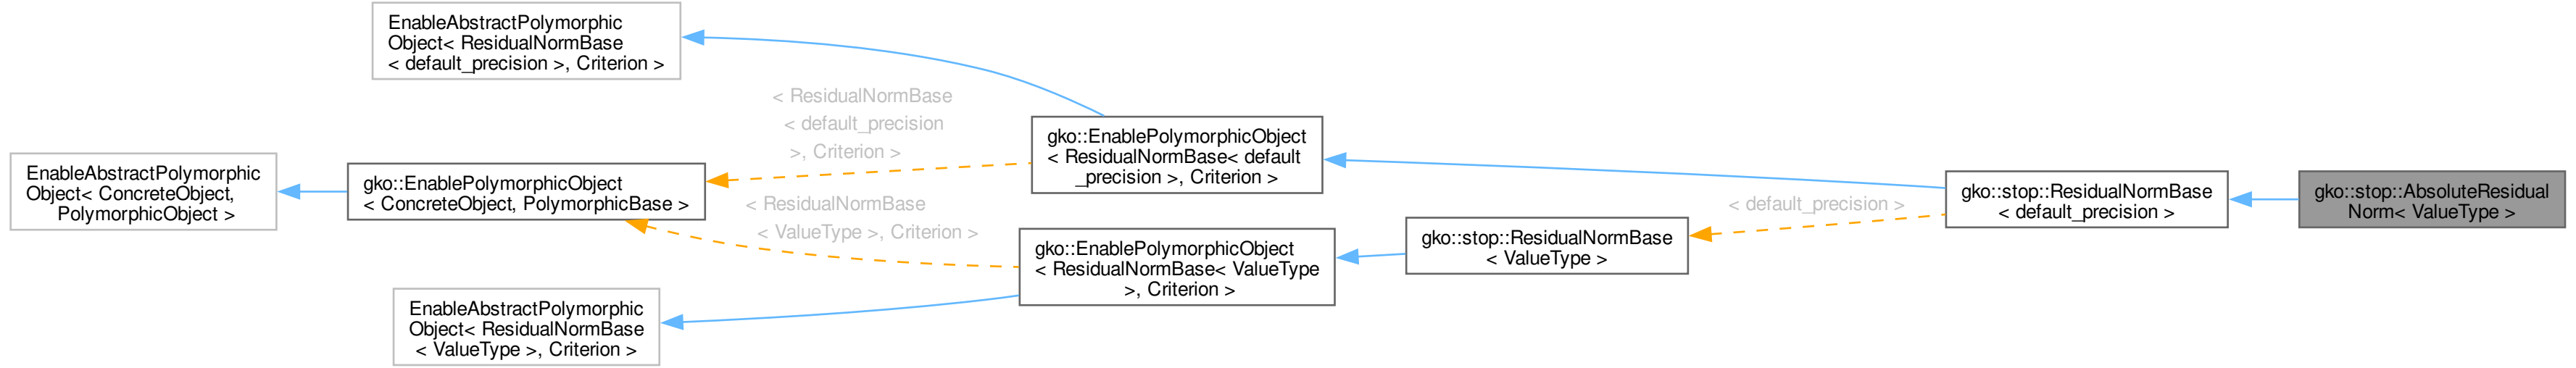 EnableAbstractPolymorphic
Object< ResidualNormBase
< default_precision >, Criterion >
< ResidualNormBase
< default_precision
>, Criterion >
gko::EnablePolymorphicObject
< ResidualNormBase< default
_precision >, Criterion >
EnableAbstractPolymorphic
Object< ConcreteObject,
PolymorphicObject >
gko::EnablePolymorphicObject
< ConcreteObject, PolymorphicBase >
< ResidualNormBase
< ValueType >, Criterion >
gko::EnablePolymorphicObject
< ResidualNormBase< ValueType
>, Criterion >
gko::stop::ResidualNormBase
< ValueType >
< default_precision >
gko::stop::ResidualNormBase
< default_precision >
gko::stop::AbsoluteResidual
Norm< ValueType >
EnableAbstractPolymorphic
Object< ResidualNormBase
< ValueType >, Criterion >